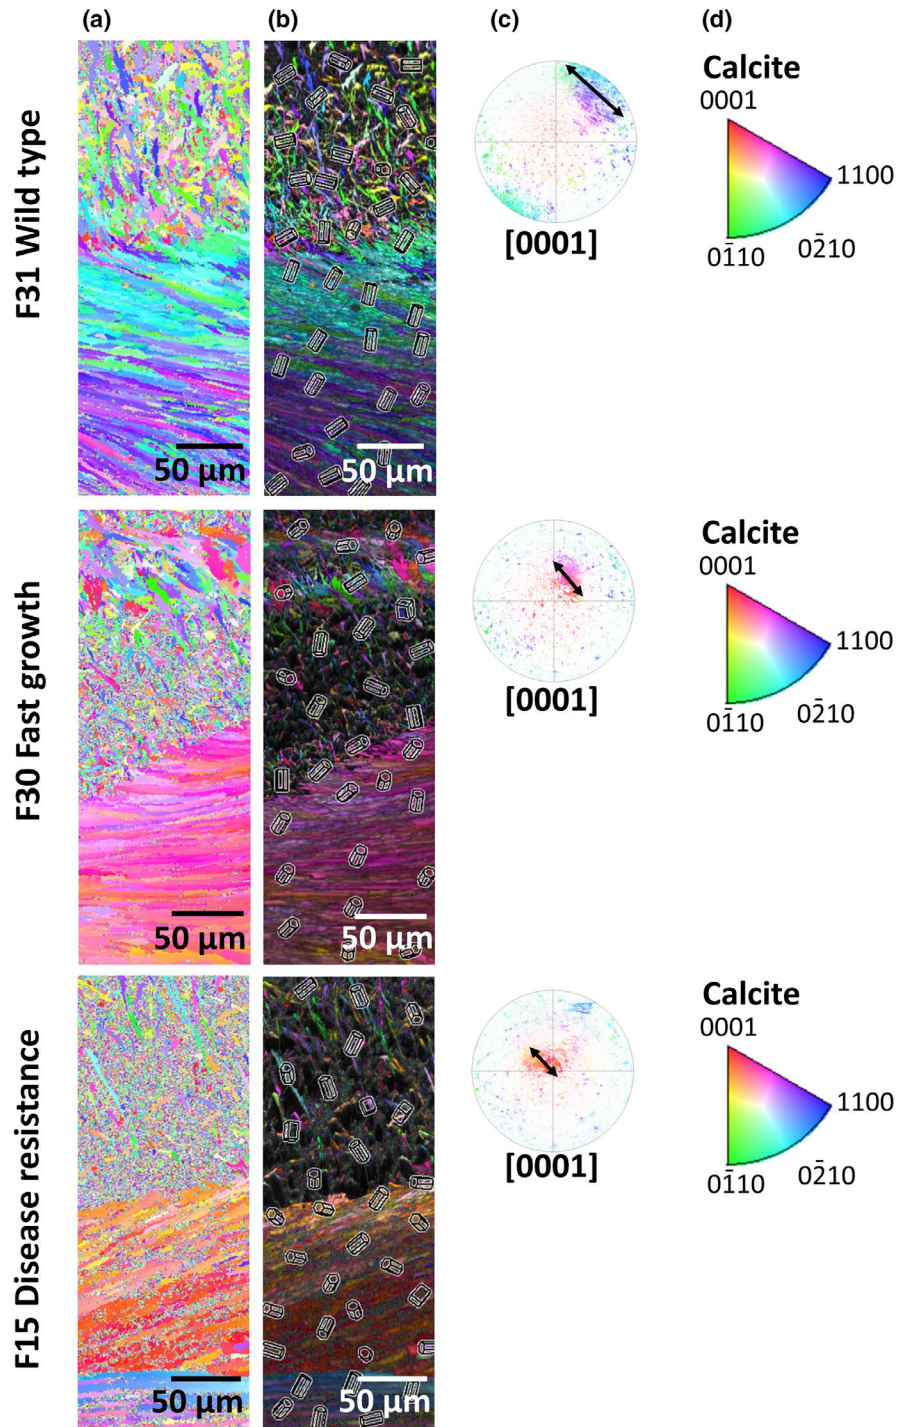 (a) (b) (c) (d)
F31 Wild type
50 μm
50 μm
[0001]
Calcite
0001
1100
01̅10
02̅10
F30 Fast growth
50 μm
50 μm
[0001]
Calcite
0001
1100
01̅10
02̅10
F15 Disease resistance
50 μm
50 μm
[0001]
Calcite
0001
1100
01̅10
02̅10